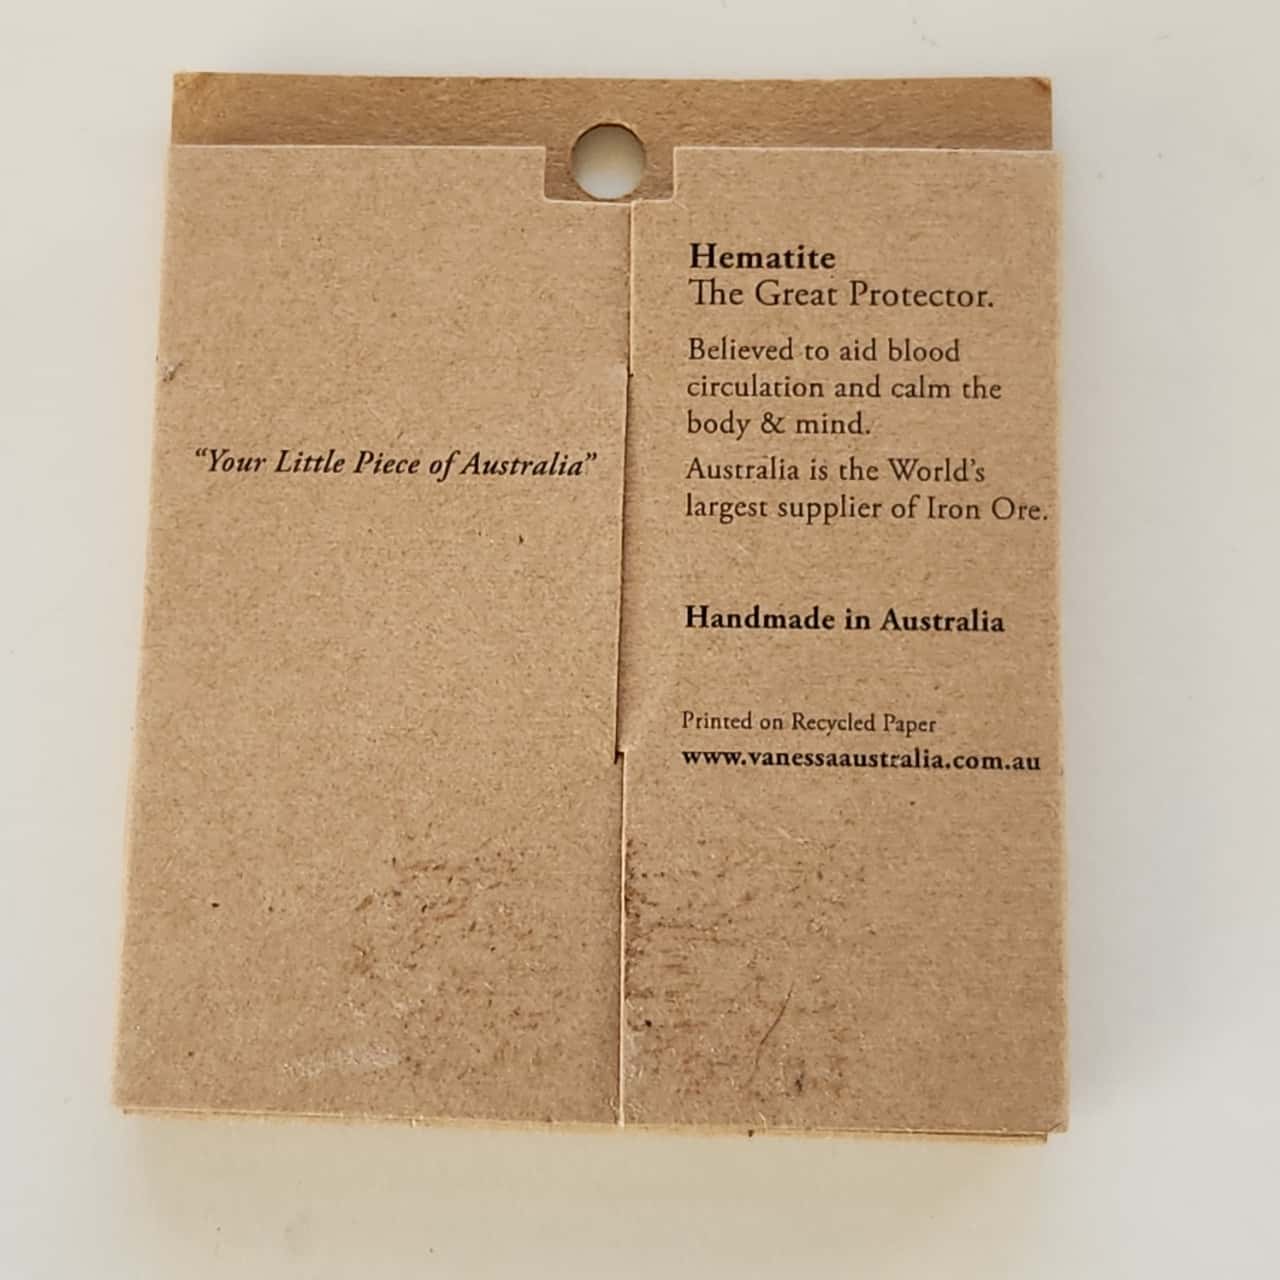 "Your Little Piece of Australia"
Hematite
The Great Protector.
Believed to aid blood
circulation and calm the
body & mind.
Australia is the World's
largest supplier of Iron Ore.
Handmade in Australia
Printed on Recycled Paper
www.vanessaaustralia.com.au